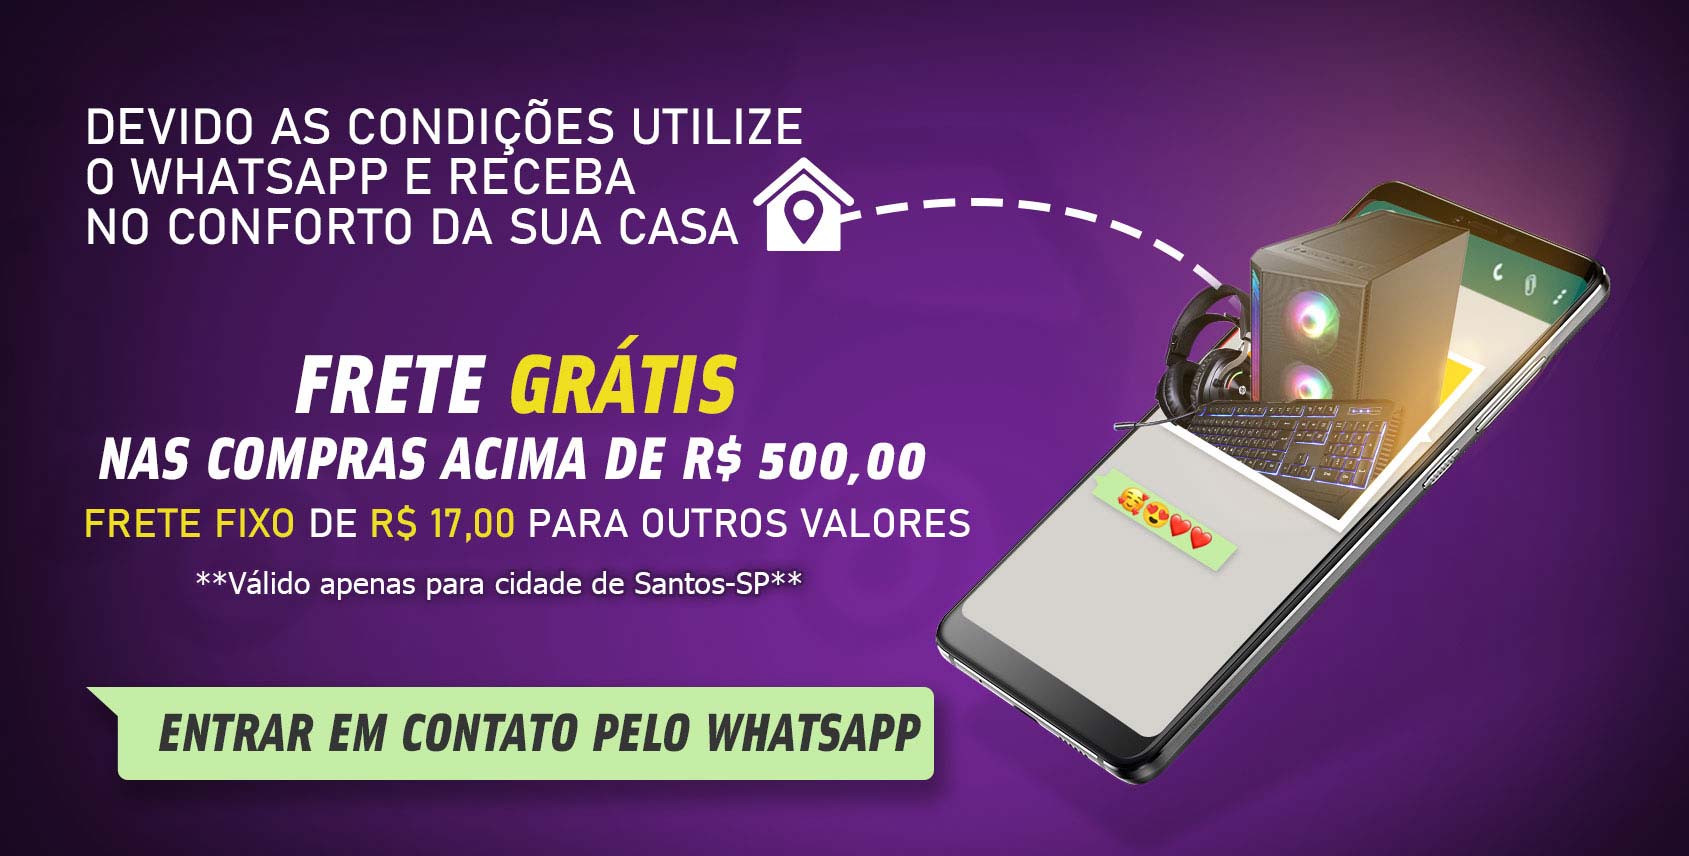 DEVIDO AS CONDIÇÕES UTILIZE
O WHATSAPP E RECEBA
NO CONFORTO DA SUA CASA
FRETE GRÁTIS
NAS COMPRAS ACIMA DE R$ 500,00
FRETE FIXO DE R$ 17,00 PARA OUTROS VALORES
**Válido apenas para cidade de Santos-SP**
ENTRAR EM CONTATO PELO WHATSAPP